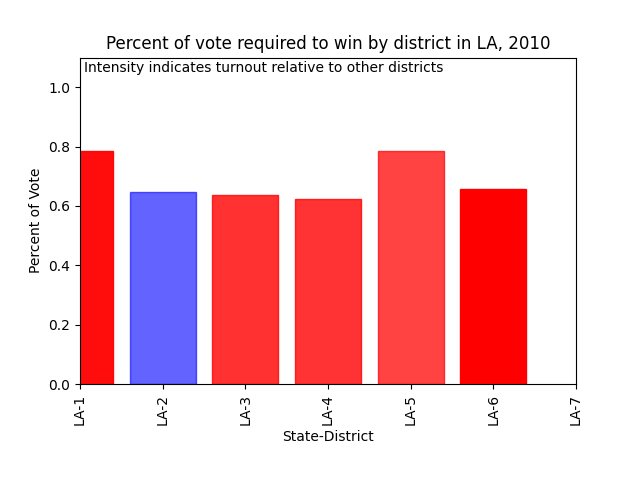 Percent of vote required to win by district in LA, 2010
Intensity indicates turnout relative to other districts
1.0
0.8
0.6
0.4
0.2
0.0
Percent of Vote
LA-1
LA-2
LA-3
LA-4
LA-5
LA-6
LA-7
State-District